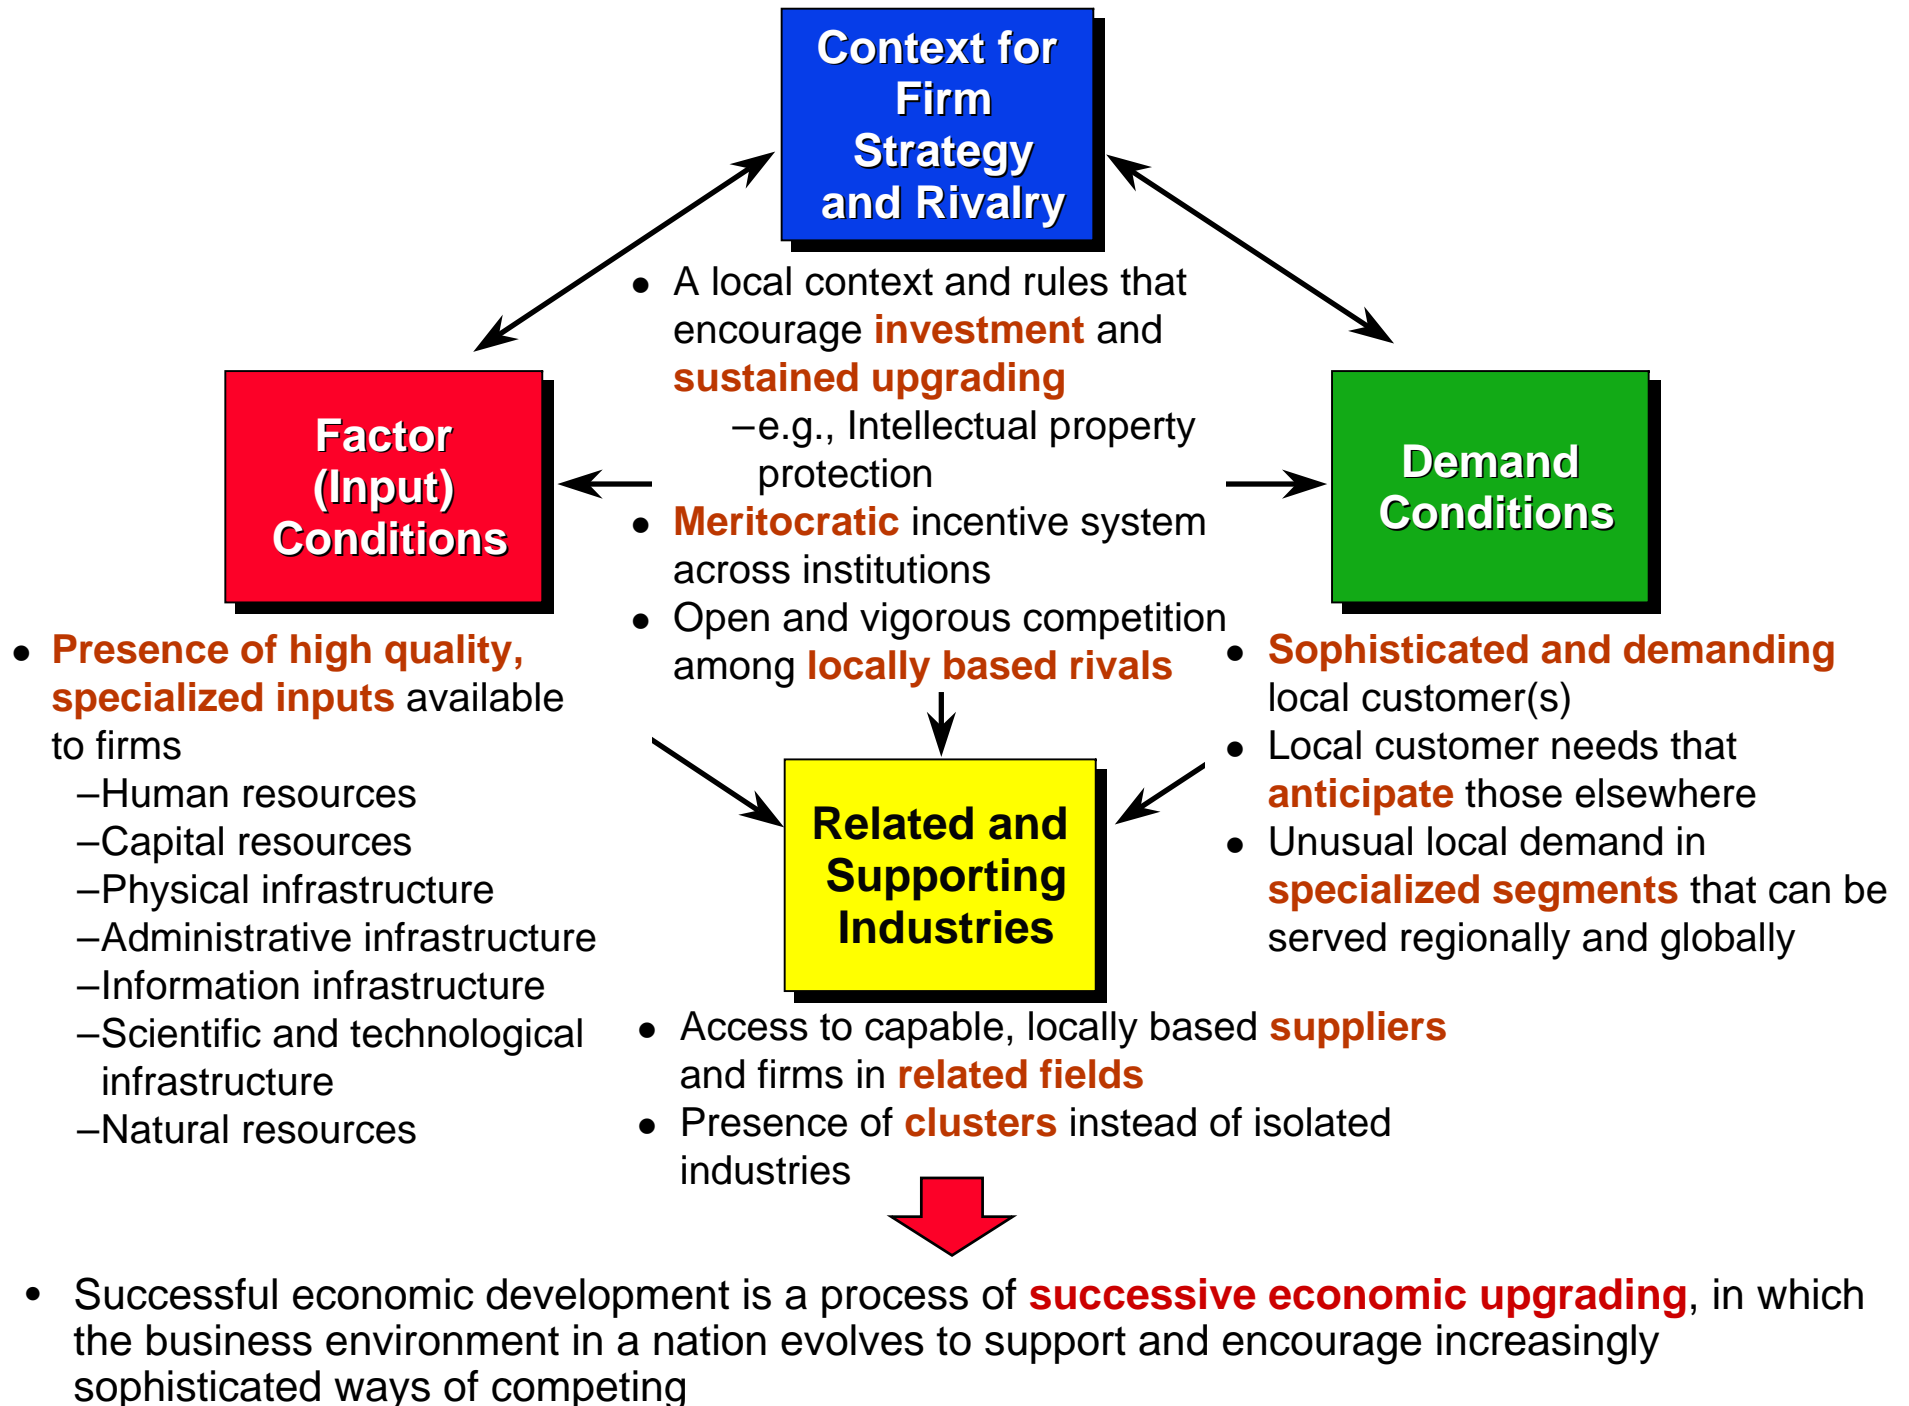 Context for
Firm
Strategy
and Rivalry
● A local context and rules that
encourage investment and
sustained upgrading
–e.g., Intellectual property
protection
● Meritocratic incentive system
across institutions
● Open and vigorous competition
among locally based rivals
Factor
(Input)
Conditions
● Presence of high quality,
specialized inputs available
to firms
–Human resources
–Capital resources
–Physical infrastructure
–Administrative infrastructure
–Information infrastructure
–Scientific and technological
infrastructure
–Natural resources
Demand
Conditions
● Sophisticated and demanding
local customer(s)
● Local customer needs that
anticipate those elsewhere
● Unusual local demand in
specialized segments that can be
served regionally and globally
Related and
Supporting
Industries
● Access to capable, locally based suppliers
and firms in related fields
● Presence of clusters instead of isolated
industries
• Successful economic development is a process of successive economic upgrading, in which
the business environment in a nation evolves to support and encourage increasingly
sophisticated ways of competing